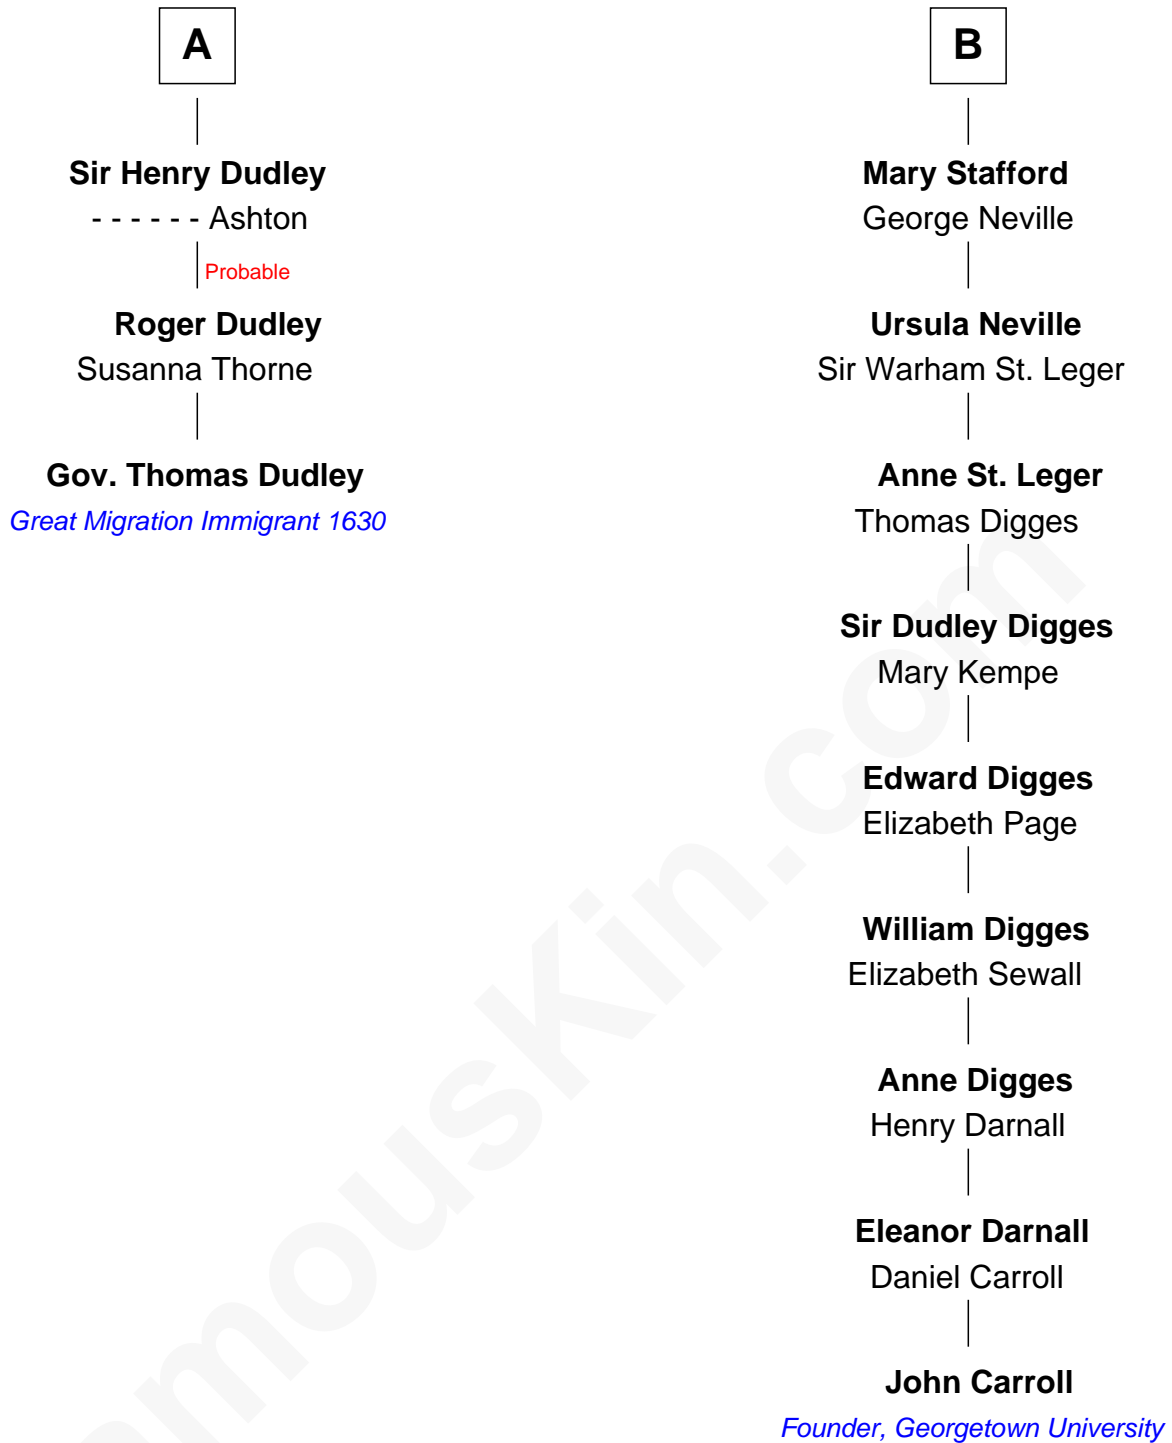 A
Sir Henry Dudley
- - - - - - Ashton
Probable
Roger Dudley
Susanna Thorne
Gov. Thomas Dudley
Great Migration Immigrant 1630
B
Mary Stafford
George Neville
Ursula Neville
Sir Warham St. Leger
Anne St. Leger
Thomas Digges
Sir Dudley Digges
Mary Kempe
Edward Digges
Elizabeth Page
William Digges
Elizabeth Sewall
Anne Digges
Henry Darnall
Eleanor Darnall
Daniel Carroll
John Carroll
Founder, Georgetown University
amouskin.com